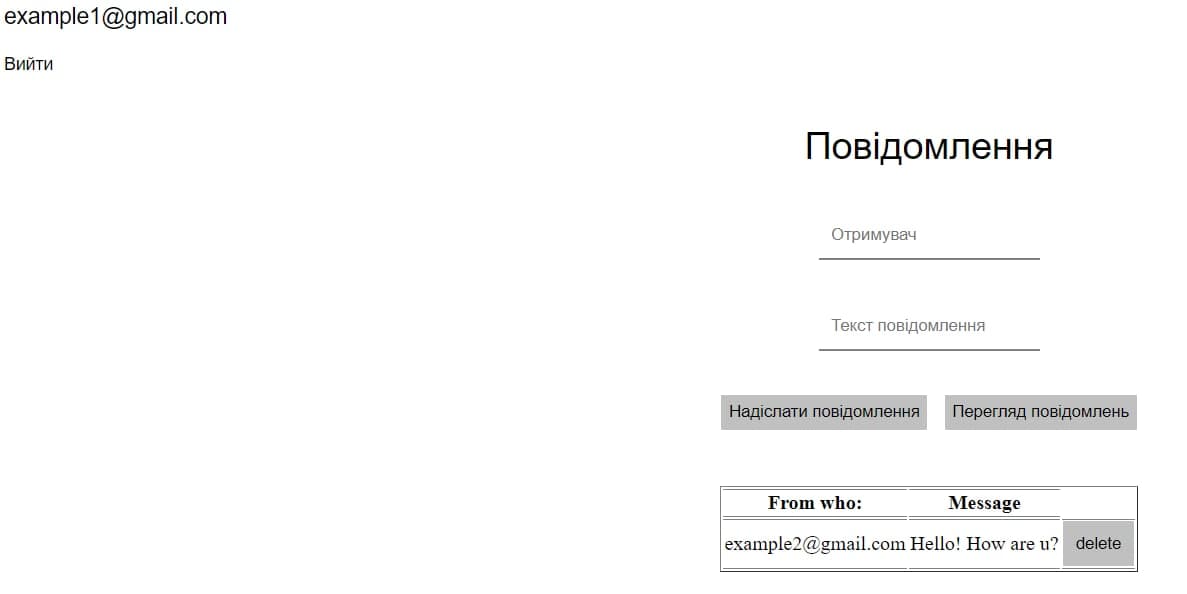 example1@gmail.com
Вийти
Повідомлення
Отримувач
Текст повідомлення
Надіслати повідомлення Перегляд повідомлень
From who: Message
example2@gmail.com Hello! How are u? delete